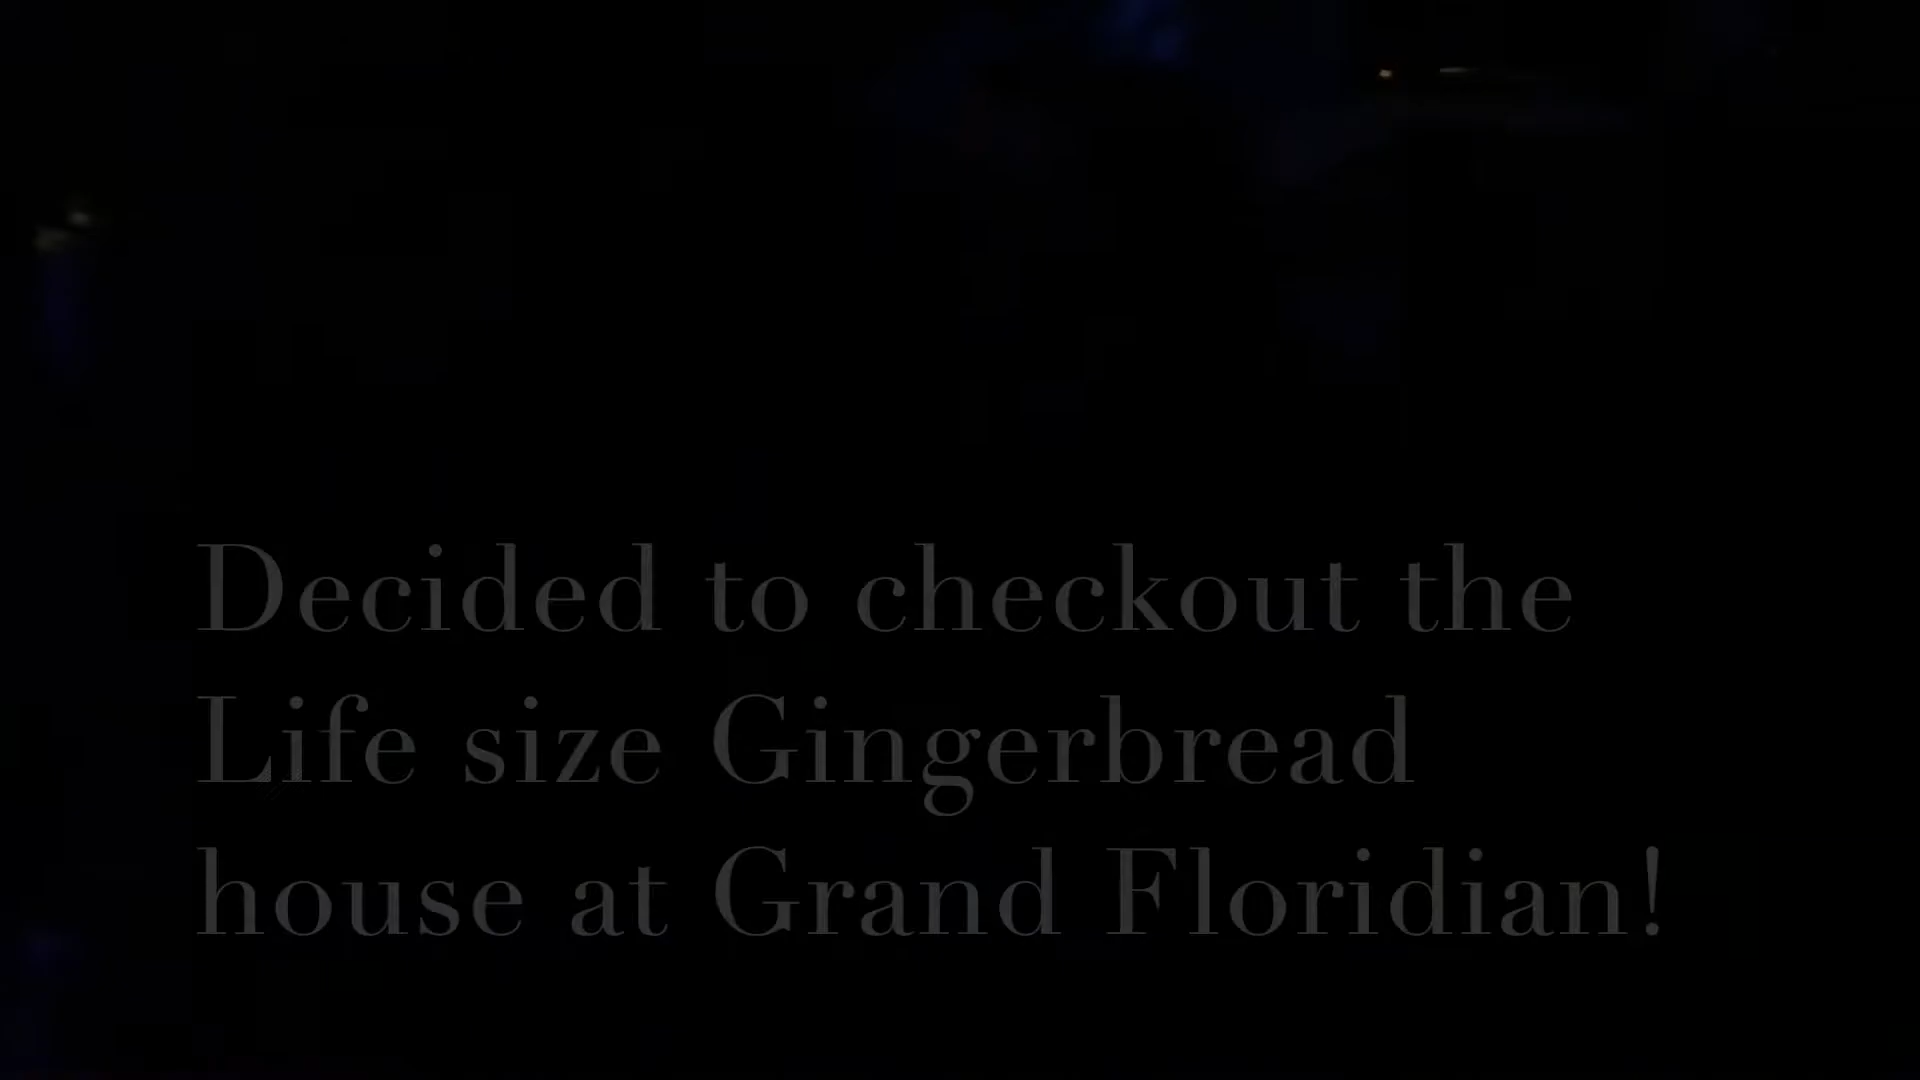 Decided to checkout the
Life size Gingerbread
house at Grand Floridian!